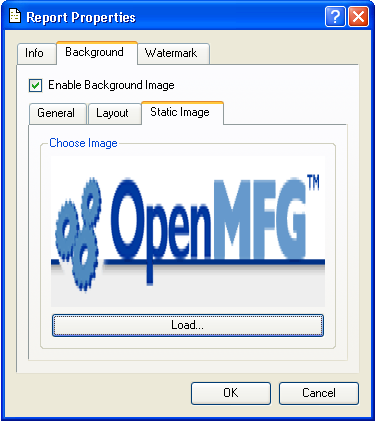 Report Properties
Info Background Watermark
Enable Background Image
General Layout Static Image
Choose Image
OpenMFG™
Load...
OK Cancel